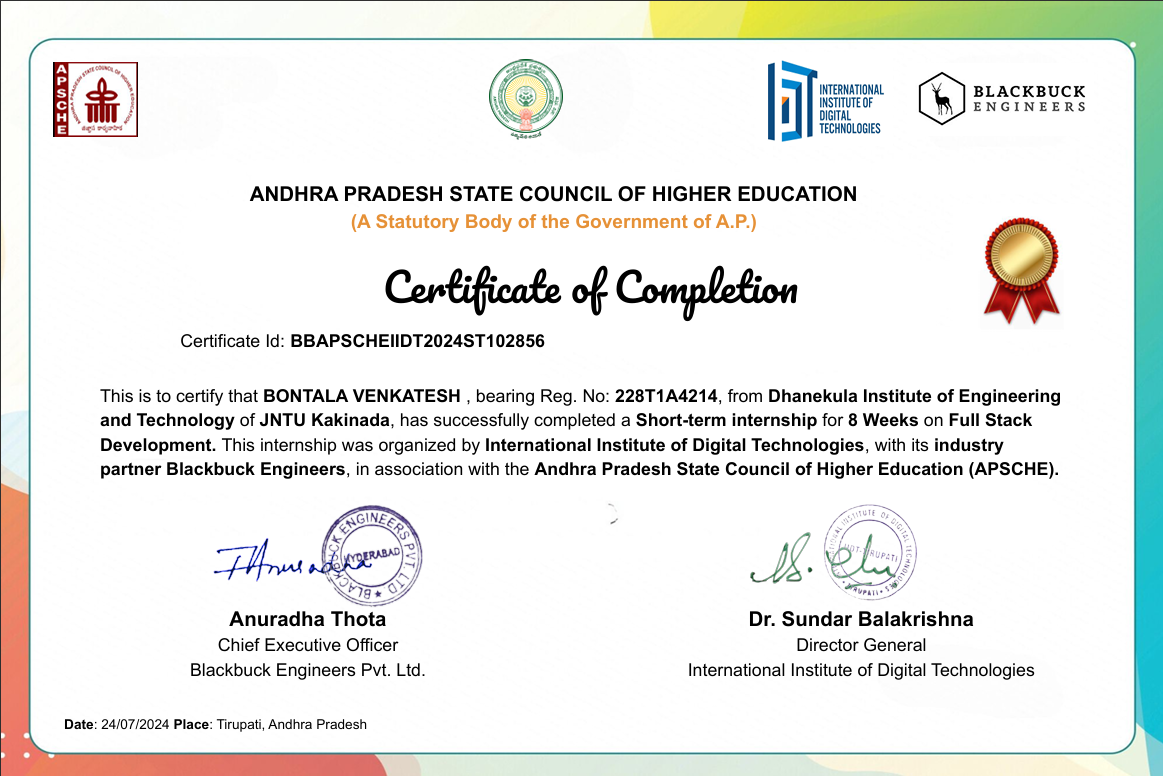 APSCHE
ANDHRA PRADESH STATE COUNCIL OF HIGHER EDUCATION
INTERNATIONAL
INSTITUTE OF
DIGITAL
TECHNOLOGIES
BLACKBUCK
ENGINEERS
ANDHRA PRADESH STATE COUNCIL OF HIGHER EDUCATION
(A Statutory Body of the Government of A.P.)
Certificate of Completion
Certificate Id: BBAPSCHEIIDT2024ST102856
This is to certify that BONTALA VENKATESH , bearing Reg. No: 228T1A4214, from Dhanekula Institute of Engineering
and Technology of JNTU Kakinada, has successfully completed a Short-term internship for 8 Weeks on Full Stack
Development. This internship was organized by International Institute of Digital Technologies, with its industry
partner Blackbuck Engineers, in association with the Andhra Pradesh State Council of Higher Education (APSCHE).
BLACKBUCK ENGINEERS PVT. LTD.
HYDERABAD
INTERNATIONAL INSTITUTE OF DIGITAL TECHNOLOGIES
IIDT-TIRUPATI
TIRUPATI
Anuradha Thota
Chief Executive Officer
Blackbuck Engineers Pvt. Ltd.
Dr. Sundar Balakrishna
Director General
International Institute of Digital Technologies
Date: 24/07/2024 Place: Tirupati, Andhra Pradesh